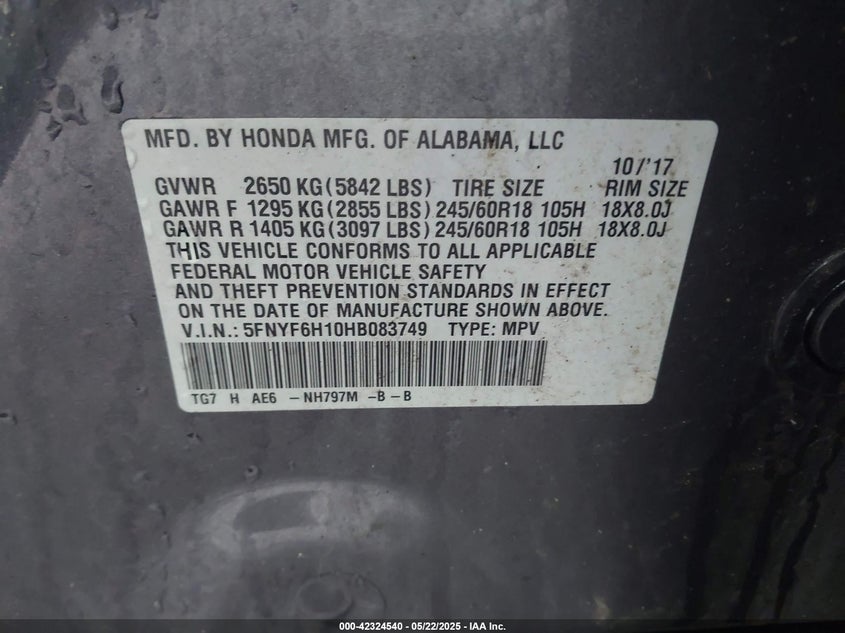 MFD. BY HONDA MFG. OF ALABAMA, LLC
10/'17
GVWR 2650 KG(5842 LBS) TIRE SIZE RIM SIZE
GAWR F 1295 KG(2855 LBS) 245/60R18 105H 18X8.0J
GAWR R 1405 KG(3097 LBS) 245/60R18 105H 18X8.0J
THIS VEHICLE CONFORMS TO ALL APPLICABLE
FEDERAL MOTOR VEHICLE SAFETY
AND THEFT PREVENTION STANDARDS IN EFFECT
ON THE DATE OF MANUFACTURE SHOWN ABOVE.
V.I.N.: 5FNYF6H10HB083749 TYPE: MPV
TG7 H AE6 -NH797M -B-B
000-42324540 - 05/22/2025 - IAA Inc.